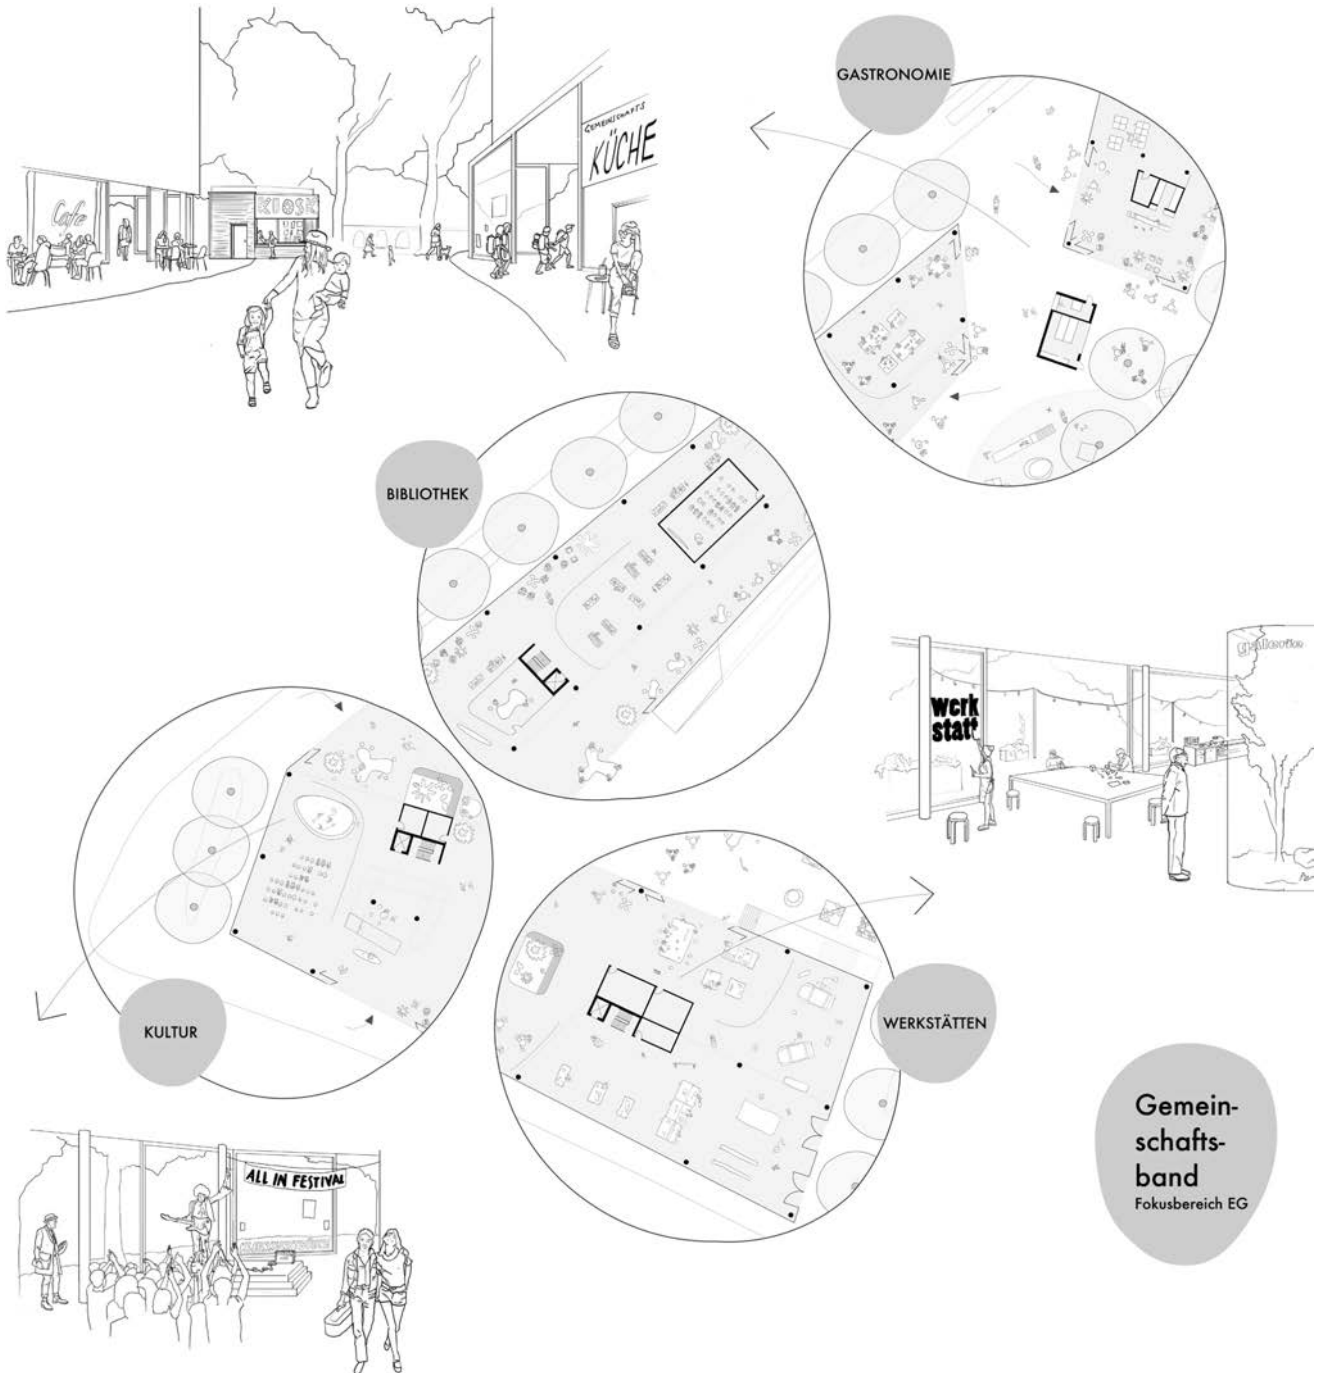 GASTRONOMIE
GEMEINSCHAFTS
KÜCHE
Cafe
KIOSK
BIBLIOTHEK
galerie
werk
statt
KULTUR
WERKSTÄTTEN
Gemein-
schafts-
band
Fokusbereich EG
ALL IN FESTIVAL